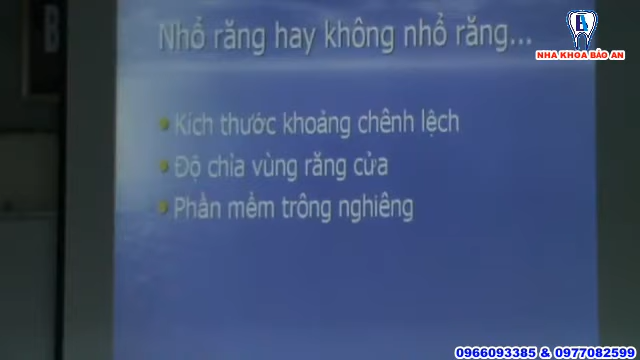 Nhổ răng hay không nhổ răng...
NHA KHOA BẢO AN
• Kích thước khoảng chênh lệch
• Độ chìa vùng răng cửa
• Phần mềm trông nghiêng
0966093385 & 0977082599